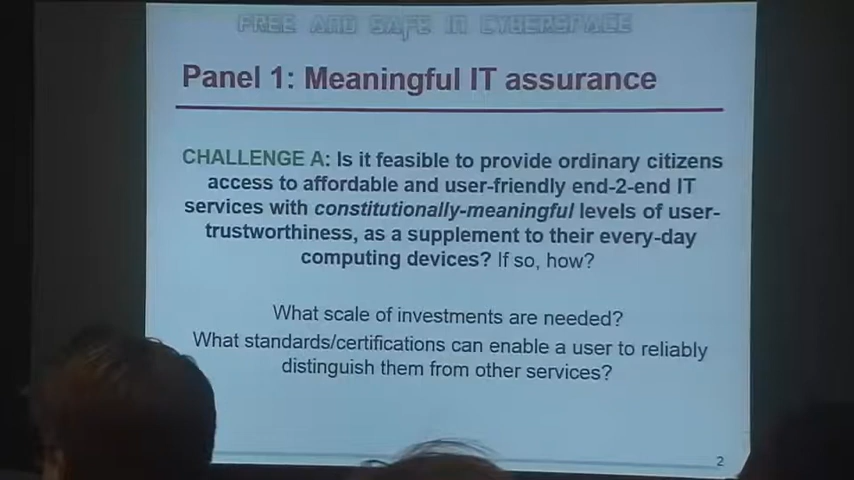 FREE AND SAFE IN CYBERSPACE
Panel 1: Meaningful IT assurance
CHALLENGE A: Is it feasible to provide ordinary citizens
access to affordable and user-friendly end-2-end IT
services with constitutionally-meaningful levels of user-
trustworthiness, as a supplement to their every-day
computing devices? If so, how?
What scale of investments are needed?
What standards/certifications can enable a user to reliably
distinguish them from other services?
2